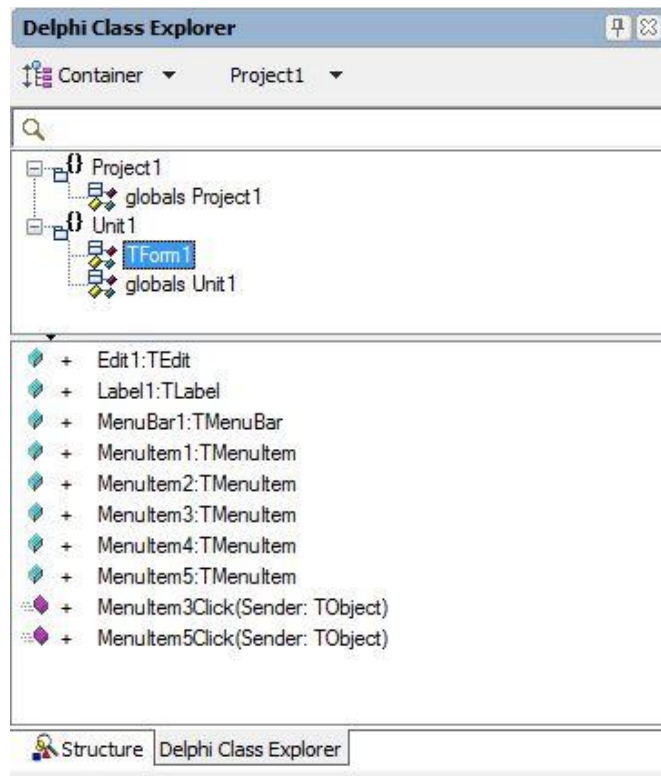 Delphi Class Explorer
Container Project1
{} Project1
globals Project1
{} Unit1
TForm1
globals Unit1
+ Edit1:TEdit
+ Label1:TLabel
+ MenuBar1:TMenuBar
+ MenuItem1:TMenuItem
+ MenuItem2:TMenuItem
+ MenuItem3:TMenuItem
+ MenuItem4:TMenuItem
+ MenuItem5:TMenuItem
+ MenuItem3Click(Sender: TObject)
+ MenuItem5Click(Sender: TObject)
Structure Delphi Class Explorer